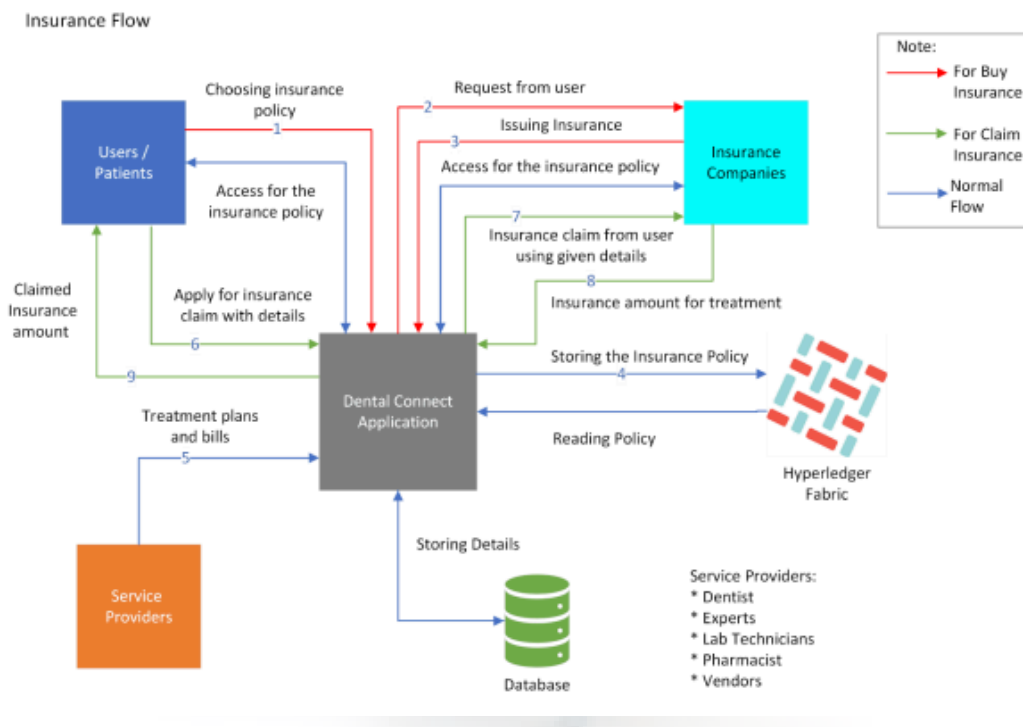 Insurance Flow
Note:
For Buy
Insurance
For Claim
Insurance
Normal
Flow
Choosing insurance
policy
1
2
Request from user
Issuing Insurance
3
Users /
Patients
Insurance
Companies
Access for the insurance policy
Access for the
insurance policy
7
Insurance claim from user
using given details
8
Insurance amount for treatment
Claimed
Insurance
amount
Apply for insurance
claim with details
6
9
Storing the Insurance Policy
4
Dental Connect
Application
Reading Policy
Treatment plans
and bills
5
Hyperledger
Fabric
Storing Details
Service
Providers
Database
Service Providers:
* Dentist
* Experts
* Lab Technicians
* Pharmacist
* Vendors